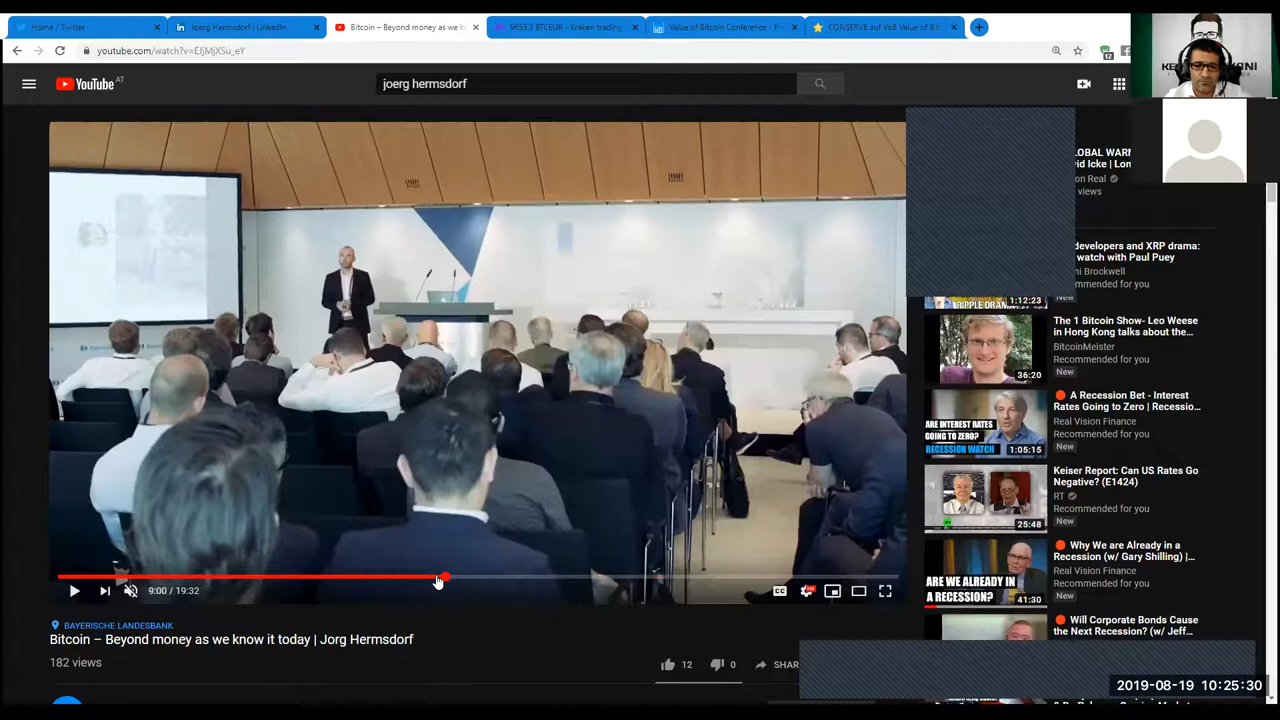 Home / Twitter
Joerg Hermsdorf | LinkedIn
Bitcoin – Beyond money as we k
9653.3 BTCEUR - Kraken trading
Value of Bitcoin Conference - P
CONSERVE auf VoB Value of Bit
youtube.com/watch?v=EJjMjXSu_eY
12
YouTube AT
joerg hermsdorf
LOBAL WAR
vid Icke | Lon
on Real
views
developers and XRP drama:
watch with Paul Puey
ni Brockwell
mended for you
New
RIPPLE DRAMA
1:12:23
The 1 Bitcoin Show- Leo Weese
in Hong Kong talks about the...
BitcoinMeister
Recommended for you
New
36:20
A Recession Bet - Interest
Rates Going to Zero | Recessio...
Real Vision Finance
Recommended for you
New
ARE INTEREST RATES
GOING TO ZERO?
RECESSION WATCH
1:05:15
Keiser Report: Can US Rates Go
Negative? (E1424)
RT
Recommended for you
New
25:48
Why We are Already in a
Recession (w/ Gary Shilling) |...
Real Vision Finance
Recommended for you
New
ARE WE ALREADY IN
A RECESSION?
41:30
Will Corporate Bonds Cause
the Next Recession? (w/ Jeff...
9:00 / 19:32
CC
HD
BAYERISCHE LANDESBANK
Bitcoin – Beyond money as we know it today | Jorg Hermsdorf
182 views
12
0
SHAR
2019-08-19 10:25:30